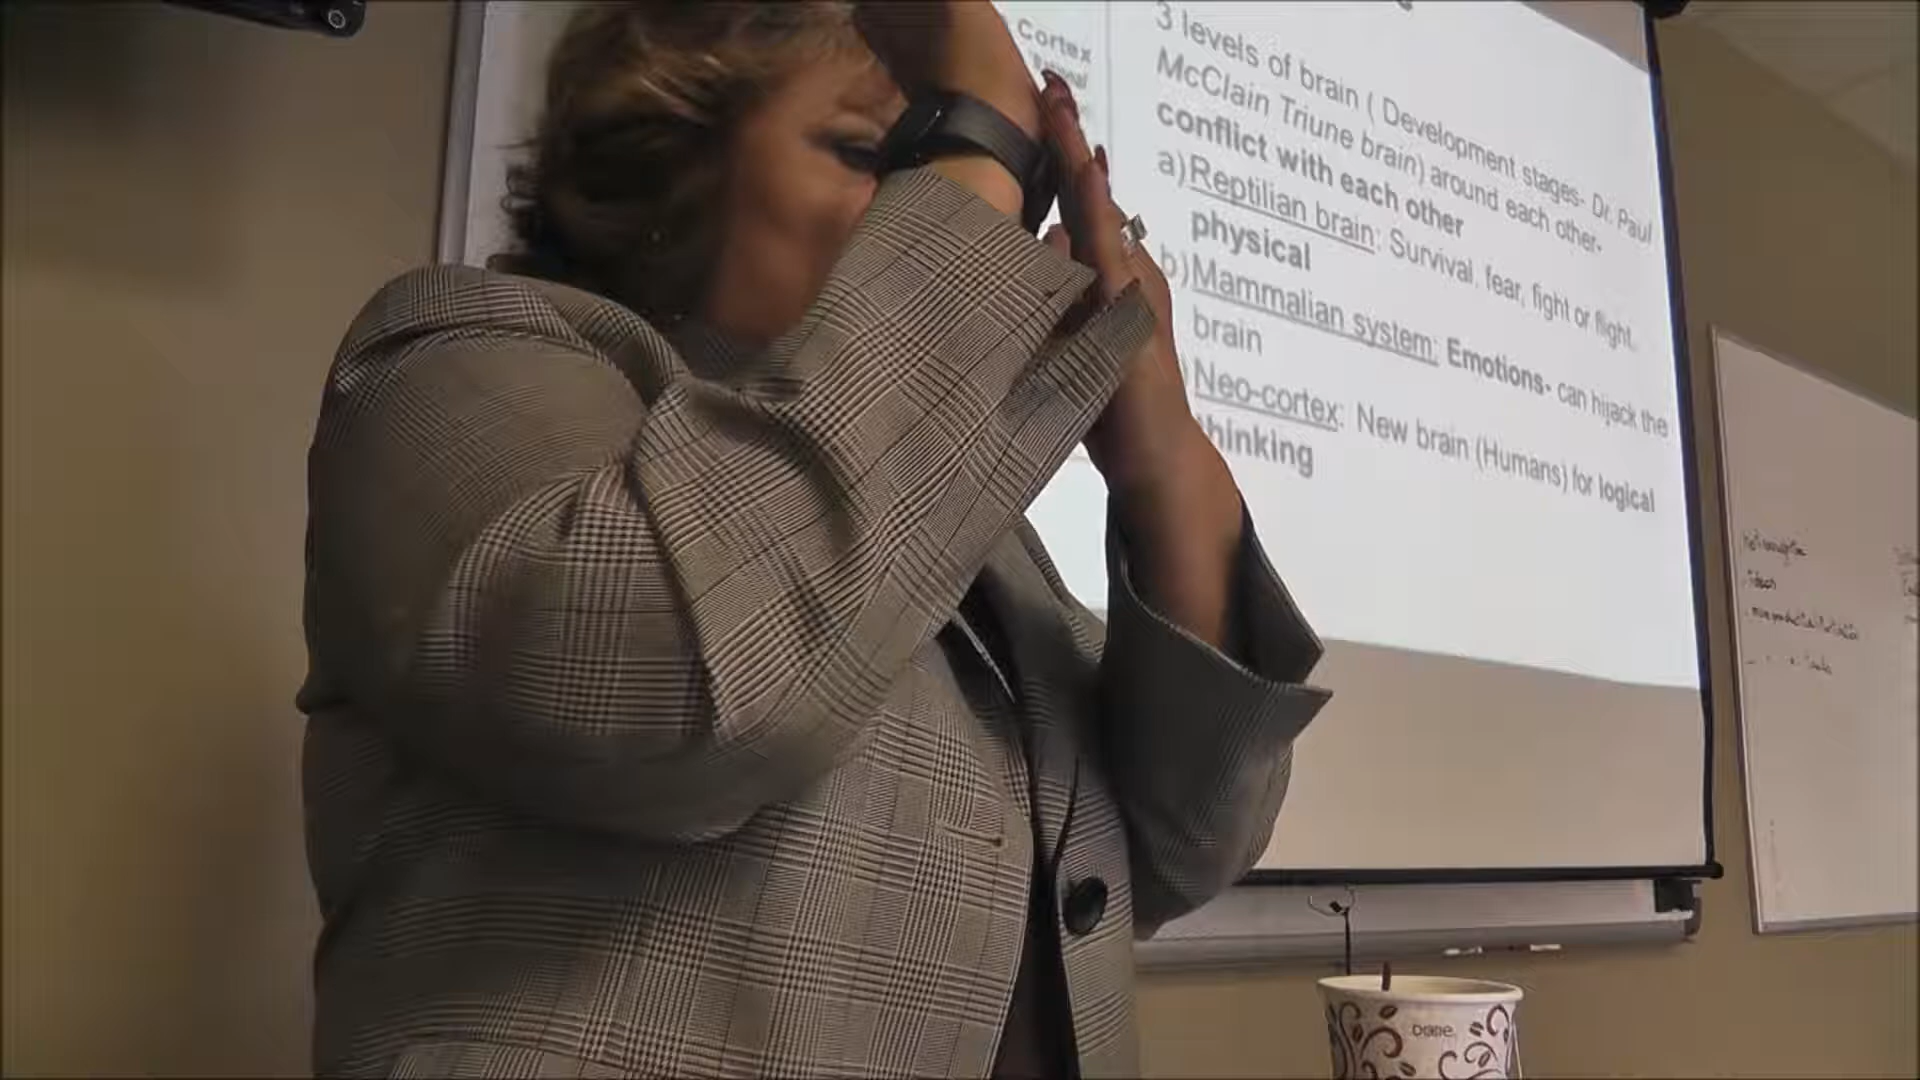 Cortex
"Rational
3 levels of brain ( Development stages- Dr. Paul
McClain Triune brain) around each other-
conflict with each other
a) Reptilian brain: Survival, fear, fight or flight.
physical
b) Mammalian system: Emotions- can hijack the
brain
Neo-cortex: New brain (Humans) for logical
thinking
Ideas